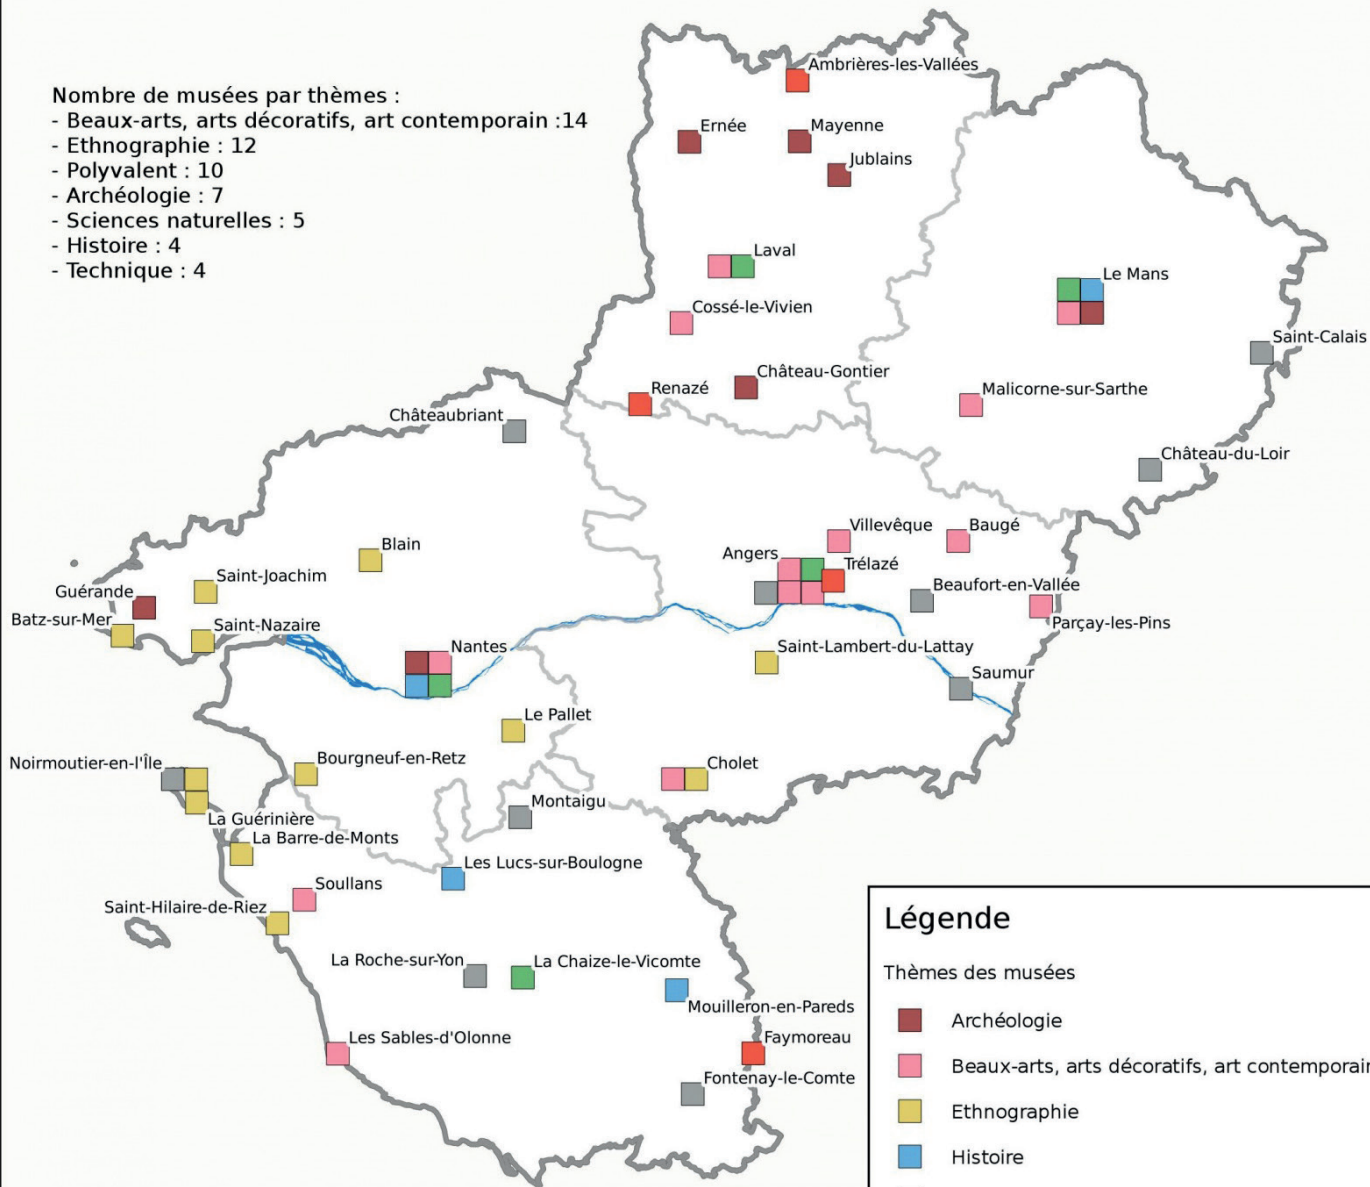 Nombre de musées par thèmes :
- Beaux-arts, arts décoratifs, art contemporain :14
- Ethnographie : 12
- Polyvalent : 10
- Archéologie : 7
- Sciences naturelles : 5
- Histoire : 4
- Technique : 4
Ambrières-les-Vallées
Ernée
Mayenne
Jublains
Laval
Le Mans
Cossé-le-Vivien
Saint-Calais
Château-Gontier
Renazé
Malicorne-sur-Sarthe
Châteaubriant
Château-du-Loir
Villevêque
Baugé
Blain
Angers
Trélazé
Saint-Joachim
Beaufort-en-Vallée
Guérande
Batz-sur-Mer
Saint-Nazaire
Parçay-les-Pins
Nantes
Saint-Lambert-du-Lattay
Saumur
Le Pallet
Noirmoutier-en-l'Île
Bourgneuf-en-Retz
Cholet
Montaigu
La Guérinière
La Barre-de-Monts
Les Lucs-sur-Boulogne
Soullans
Saint-Hilaire-de-Riez
La Roche-sur-Yon
La Chaize-le-Vicomte
Mouilleron-en-Pareds
Les Sables-d'Olonne
Faymoreau
Fontenay-le-Comte
Légende
Thèmes des musées
Archéologie
Beaux-arts, arts décoratifs, art contemporain
Ethnographie
Histoire